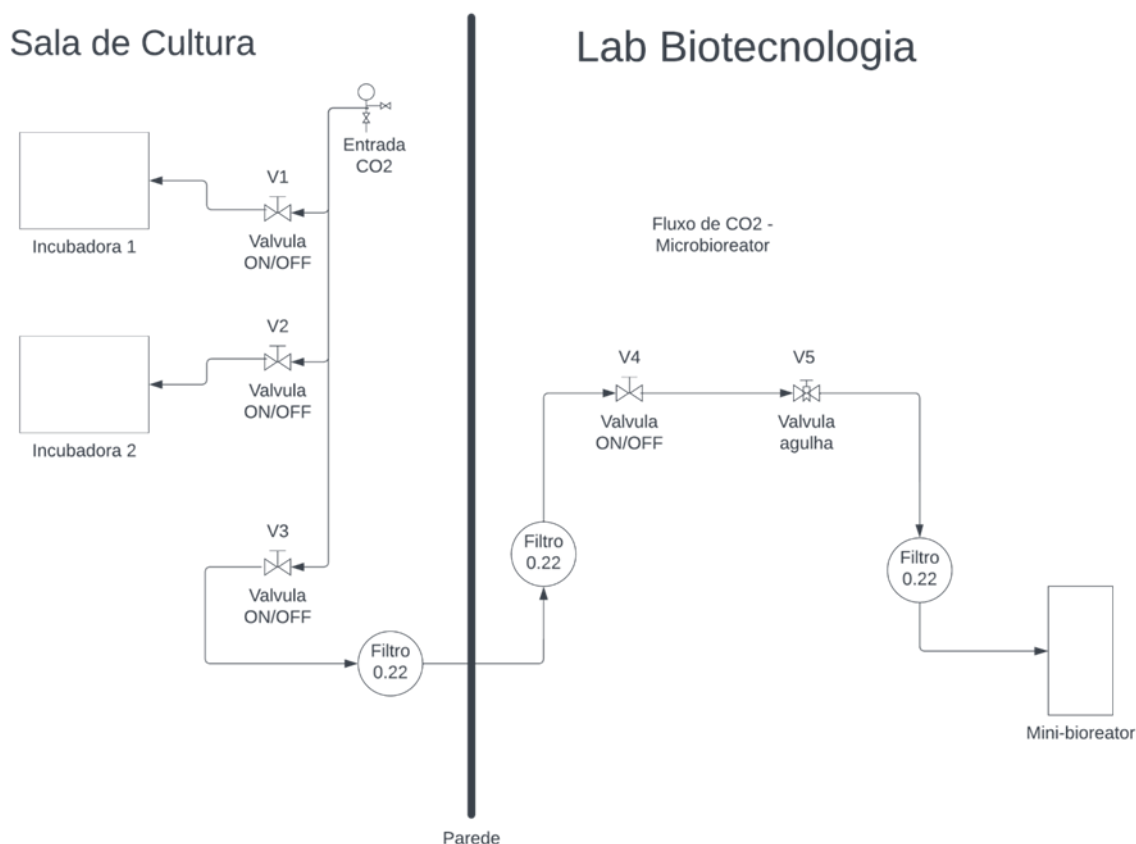 Sala de Cultura
Lab Biotecnologia
Entrada
CO2
V1
Valvula
ON/OFF
Incubadora 1
Fluxo de CO2 -
Microbioreator
V2
Valvula
ON/OFF
Incubadora 2
V4
Valvula
ON/OFF
V5
Valvula
agulha
V3
Valvula
ON/OFF
Filtro
0.22
Filtro
0.22
Filtro
0.22
Mini-bioreator
Parede